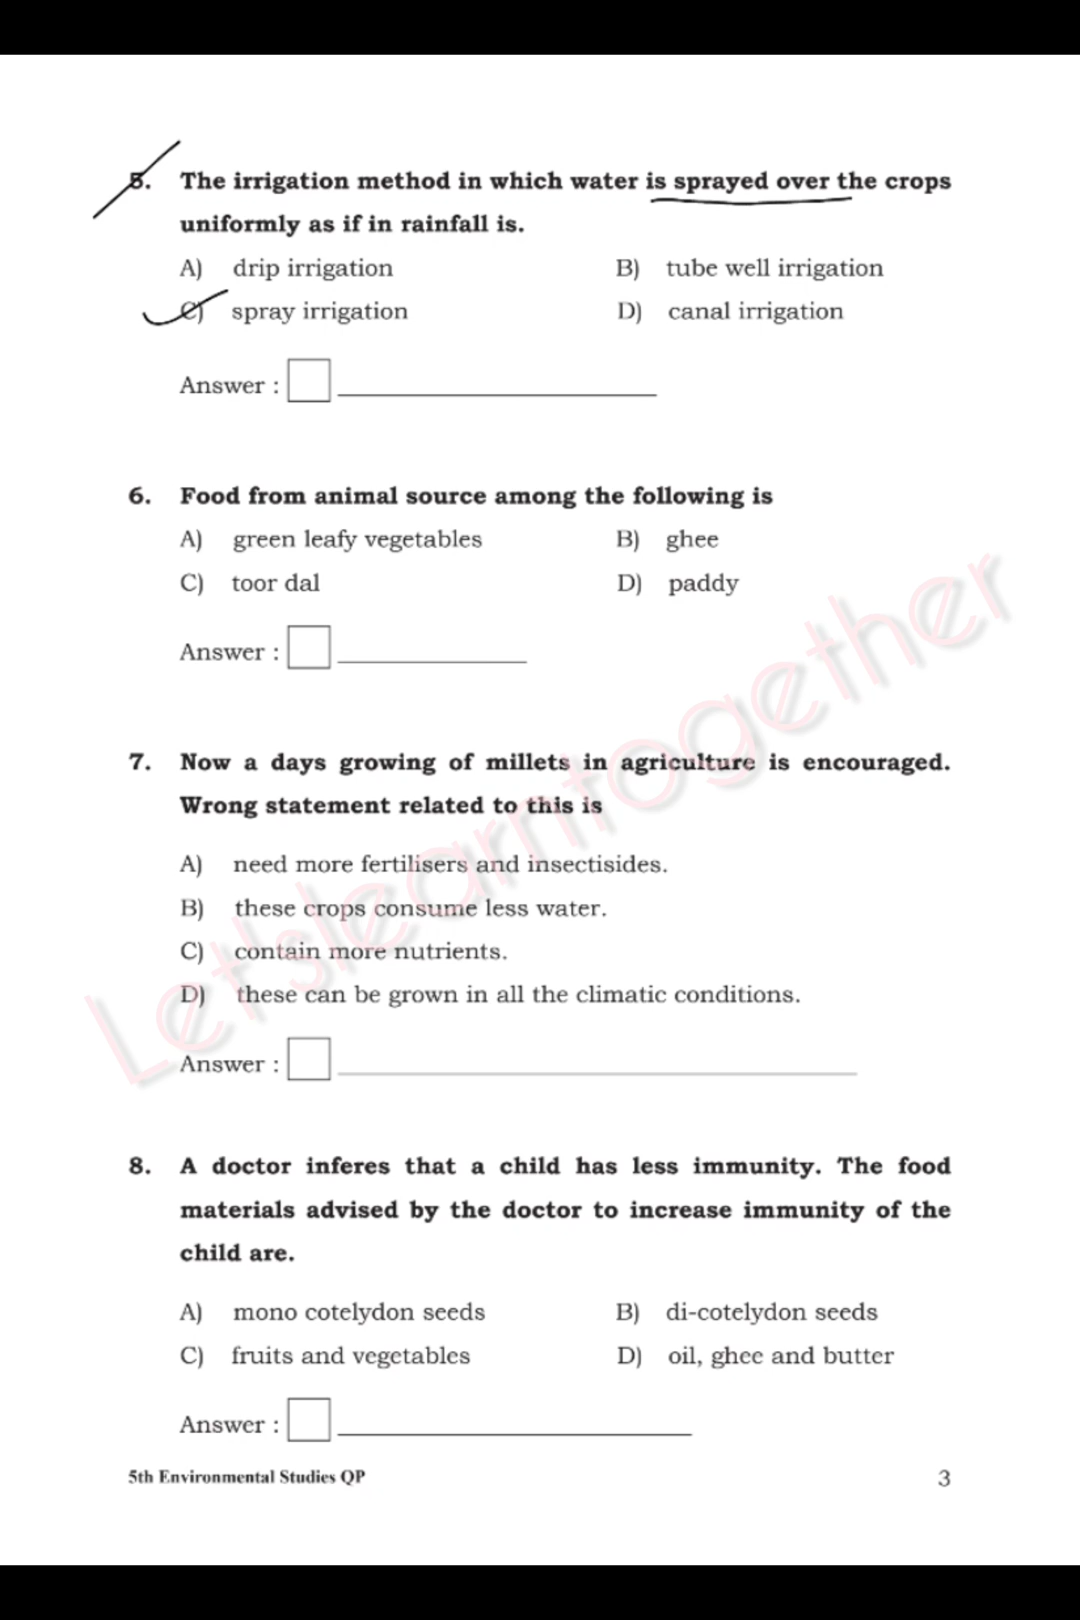 5. The irrigation method in which water is sprayed over the crops
uniformly as if in rainfall is.
A) drip irrigation B) tube well irrigation
C) spray irrigation D) canal irrigation
Answer :
6. Food from animal source among the following is
A) green leafy vegetables B) ghee
C) toor dal D) paddy
Answer :
Let'slearntogether
7. Now a days growing of millets in agriculture is encouraged.
Wrong statement related to this is
A) need more fertilisers and insectisides.
B) these crops consume less water.
C) contain more nutrients.
D) these can be grown in all the climatic conditions.
Answer :
8. A doctor inferes that a child has less immunity. The food
materials advised by the doctor to increase immunity of the
child are.
A) mono cotelydon seeds B) di-cotelydon seeds
C) fruits and vegetables D) oil, ghee and butter
Answer :
5th Environmental Studies QP 3